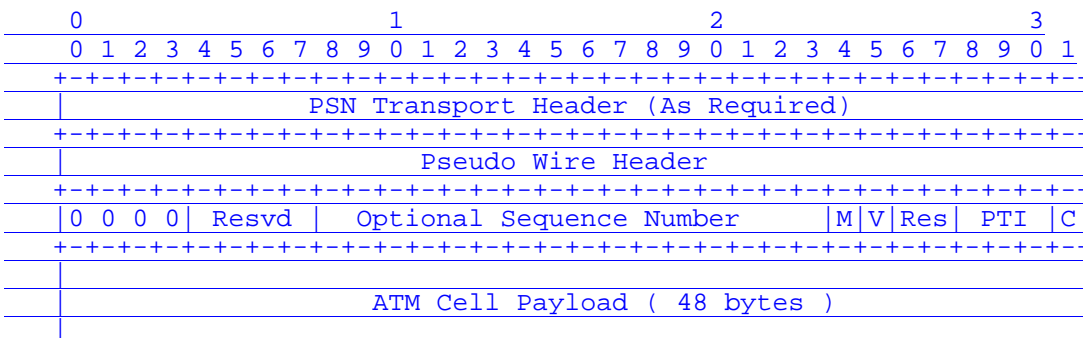 0                   1                   2                   3
 0 1 2 3 4 5 6 7 8 9 0 1 2 3 4 5 6 7 8 9 0 1 2 3 4 5 6 7 8 9 0 1
+-+-+-+-+-+-+-+-+-+-+-+-+-+-+-+-+-+-+-+-+-+-+-+-+-+-+-+-+-+-+-+--
|               PSN Transport Header (As Required)
+-+-+-+-+-+-+-+-+-+-+-+-+-+-+-+-+-+-+-+-+-+-+-+-+-+-+-+-+-+-+-+--
|                      Pseudo Wire Header
+-+-+-+-+-+-+-+-+-+-+-+-+-+-+-+-+-+-+-+-+-+-+-+-+-+-+-+-+-+-+-+--
|0 0 0 0| Resvd |  Optional Sequence Number     |M|V|Res| PTI |C
+-+-+-+-+-+-+-+-+-+-+-+-+-+-+-+-+-+-+-+-+-+-+-+-+-+-+-+-+-+-+-+--
|
|                   ATM Cell Payload ( 48 bytes )
|